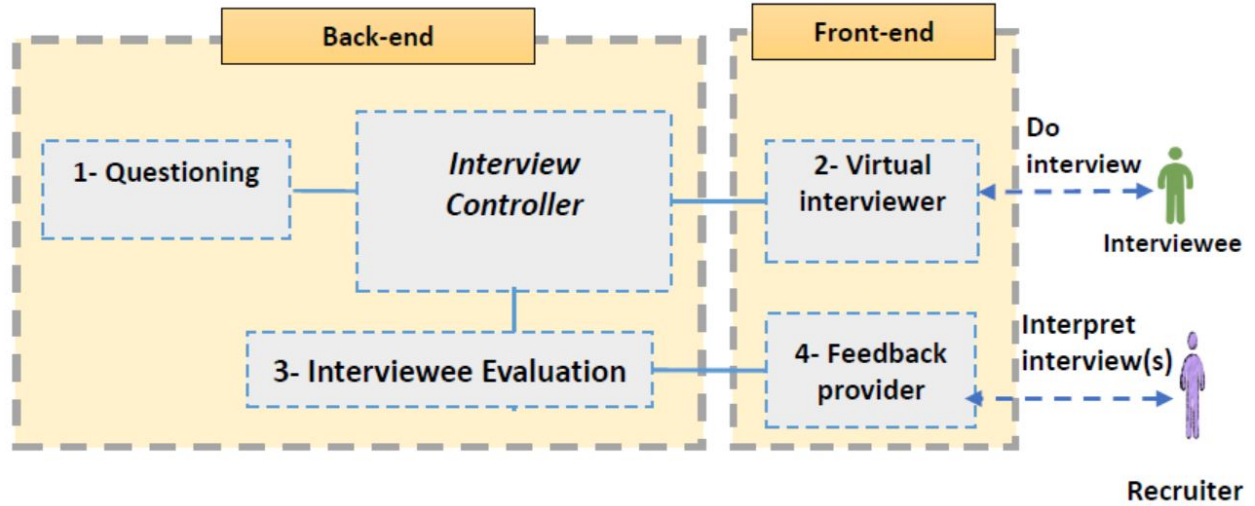 Back-end
Front-end
1- Questioning
Interview
Controller
2- Virtual
interviewer
Do
interview
Interviewee
3- Interviewee Evaluation
4- Feedback
provider
Interpret
interview(s)
Recruiter